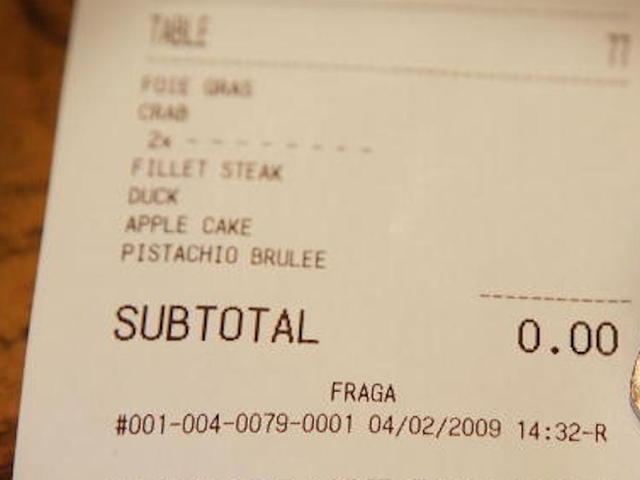 TABLE 11
FOIE GRAS
CRAB
2x - - - - - - - - -
FILLET STEAK
DUCK
APPLE CAKE
PISTACHIO BRULEE
SUBTOTAL 0.00
FRAGA
#001-004-0079-0001 04/02/2009 14:32-R